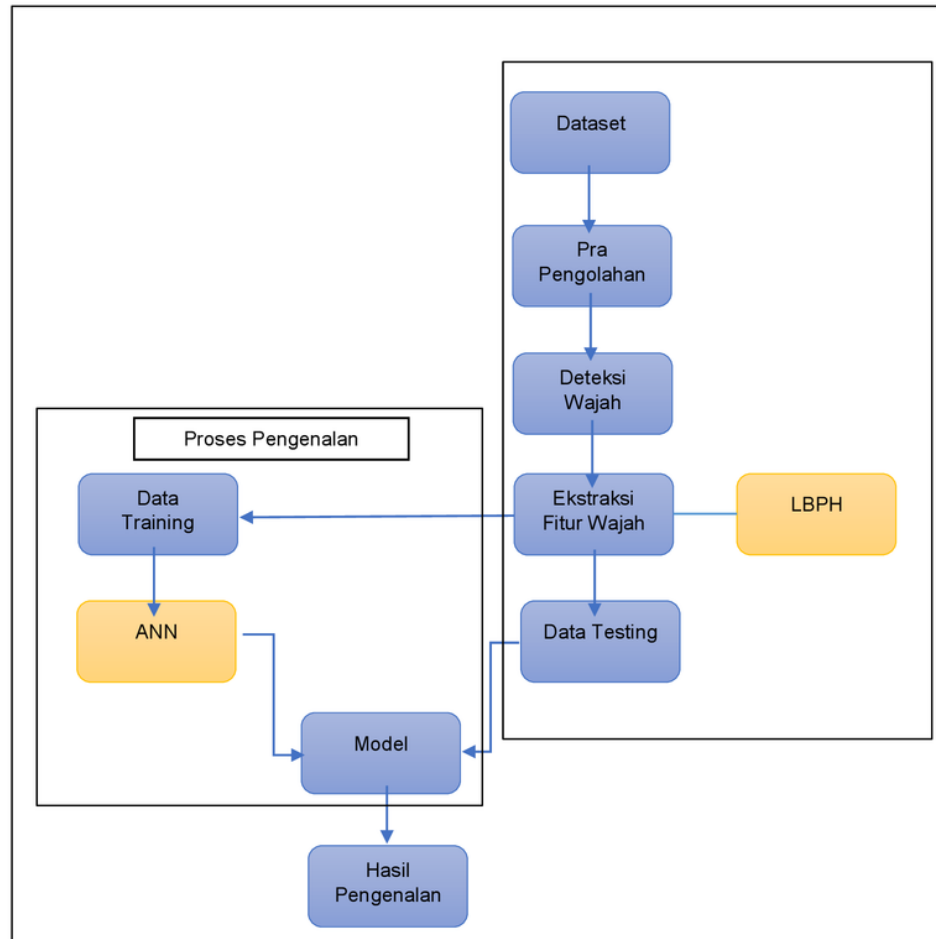 Dataset
Pra
Pengolahan
Deteksi
Wajah
Proses Pengenalan
Data
Training
Ekstraksi
Fitur Wajah
LBPH
ANN
Data Testing
Model
Hasil
Pengenalan